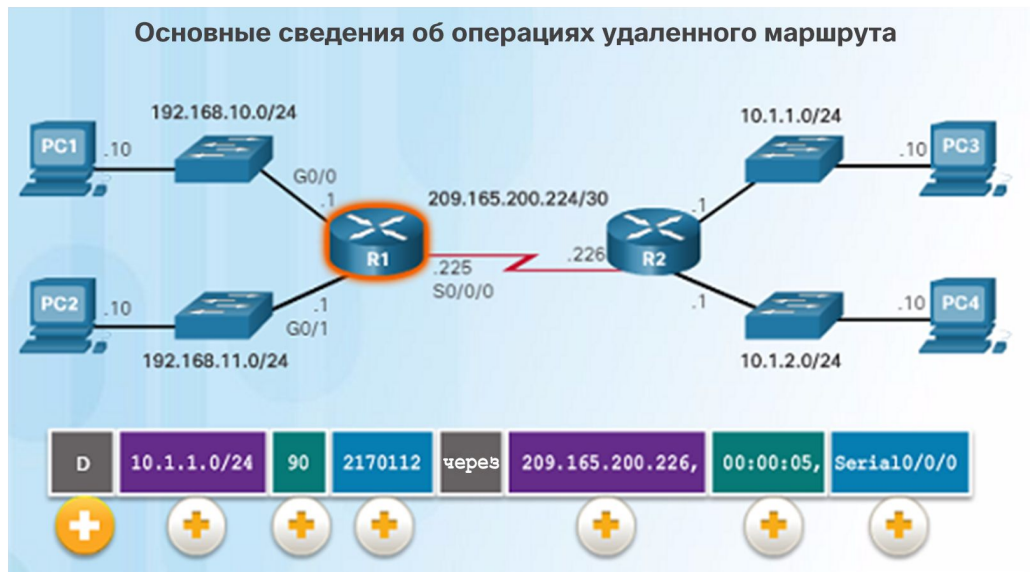 Основные сведения об операциях удаленного маршрута
192.168.10.0/24
10.1.1.0/24
PC1
.10
G0/0
.1
209.165.200.224/30
.1
.10
PC3
R1
.225
S0/0/0
.226
R2
PC2
.10
.1
G0/1
192.168.11.0/24
.1
.10
PC4
10.1.2.0/24
D 10.1.1.0/24 90 2170112 через 209.165.200.226, 00:00:05, Serial0/0/0